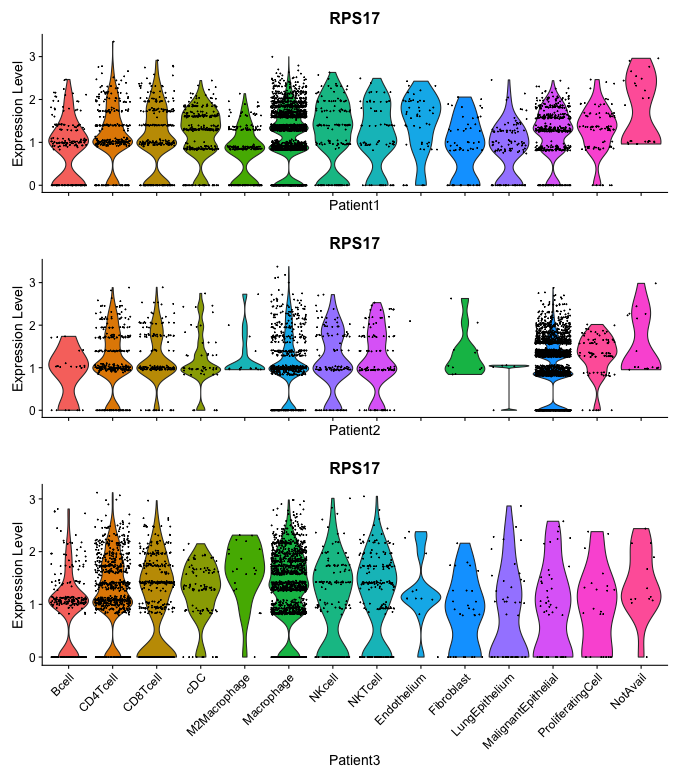 RPS17
Expression Level
3
2
1
0
Patient1
RPS17
Expression Level
3
2
1
0
Patient2
RPS17
Expression Level
3
2
1
0
Bcell
CD4Tcell
CD8Tcell
cDC
M2Macrophage
Macrophage
NKcell
NKTcell
Endothelium
Fibroblast
LungEpithelium
MalignantEpithelial
ProliferatingCell
NotAvail
Patient3